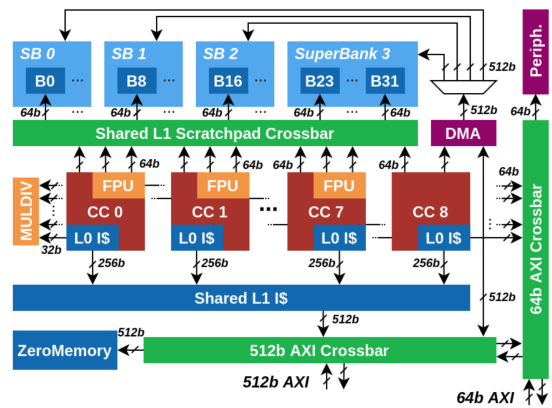 SB 0 SB 1 SB 2 SuperBank 3
B0 ... B8 ... B16 ... B23 ... B31
512b
Periph.
64b 64b 64b 64b 64b 512b 64b
Shared L1 Scratchpad Crossbar
DMA
64b 64b 64b 64b 64b
MULDIV
FPU FPU FPU
CC 0 CC 1 ... CC 7 CC 8
L0 I$ L0 I$ L0 I$ L0 I$
32b
256b 256b 256b 256b
64b AXI Crossbar
Shared L1 I$
512b
512b 512b
ZeroMemory
512b AXI Crossbar
512b AXI
64b AXI